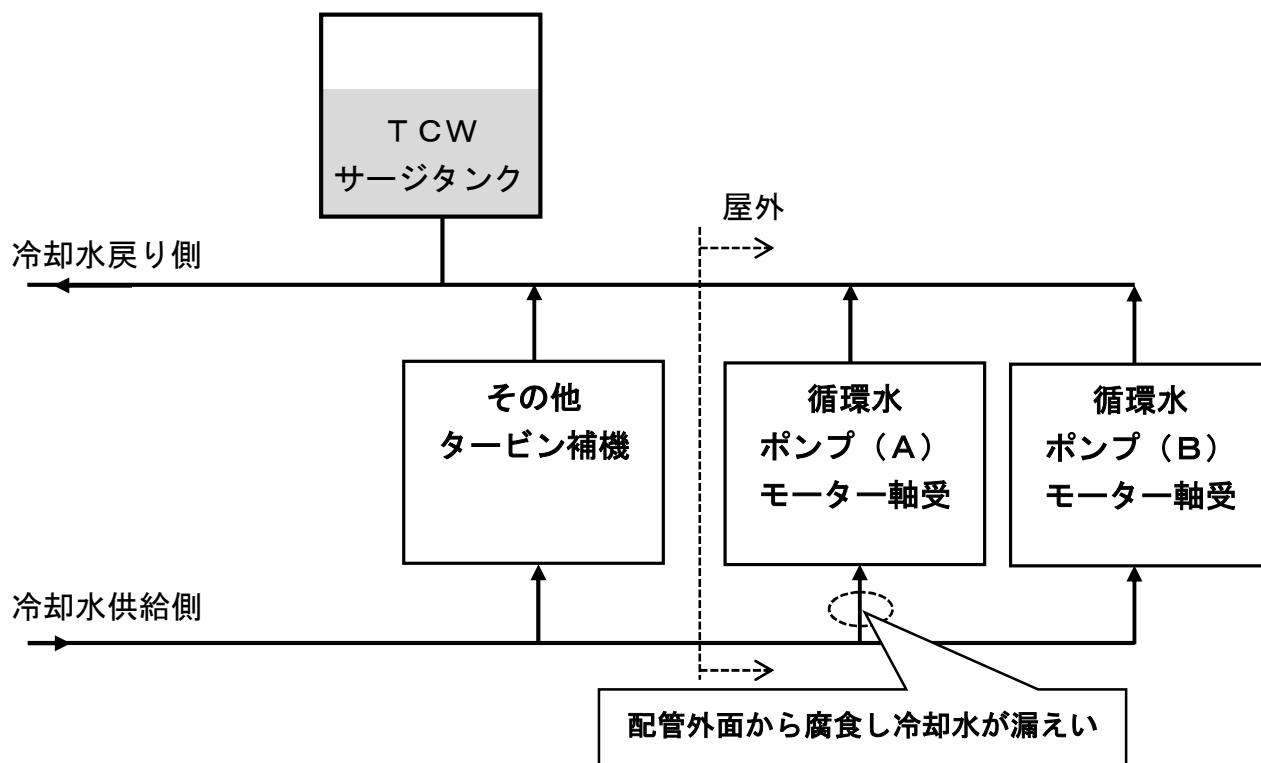 ＴＣＷ
サージタンク
屋外
冷却水戻り側
その他
タービン補機
循環水
ポンプ（Ａ）
モーター軸受
循環水
ポンプ（Ｂ）
モーター軸受
冷却水供給側
配管外面から腐食し冷却水が漏えい